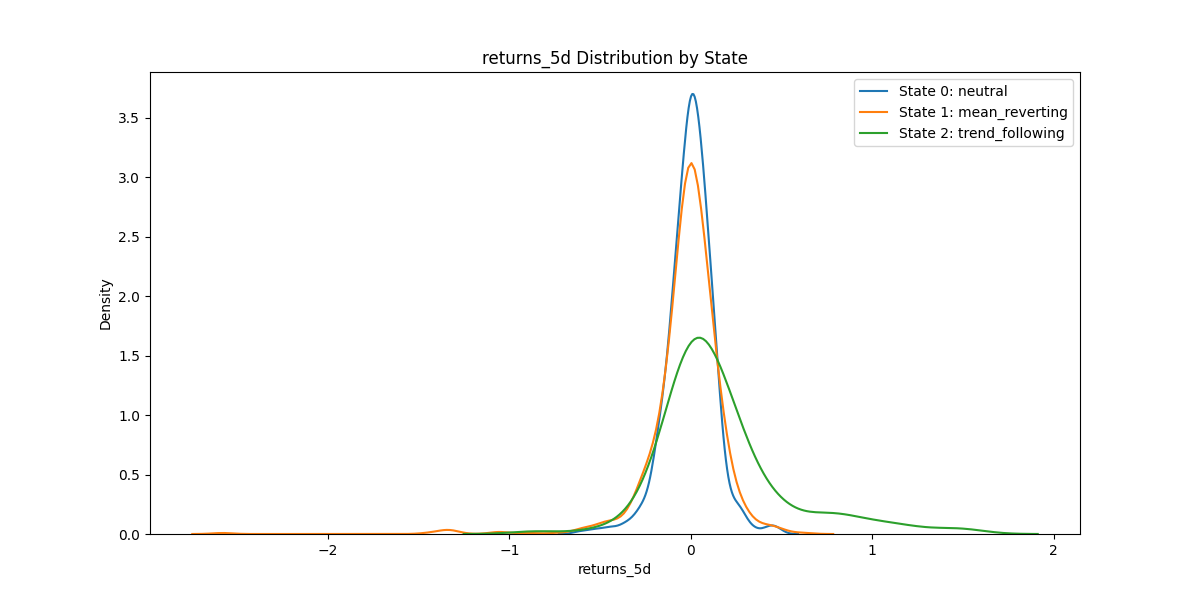 returns_5d Distribution by State
State 0: neutral
State 1: mean_reverting
State 2: trend_following
Density
3.5
3.0
2.5
2.0
1.5
1.0
0.5
0.0
−2
−1
0
1
2
returns_5d